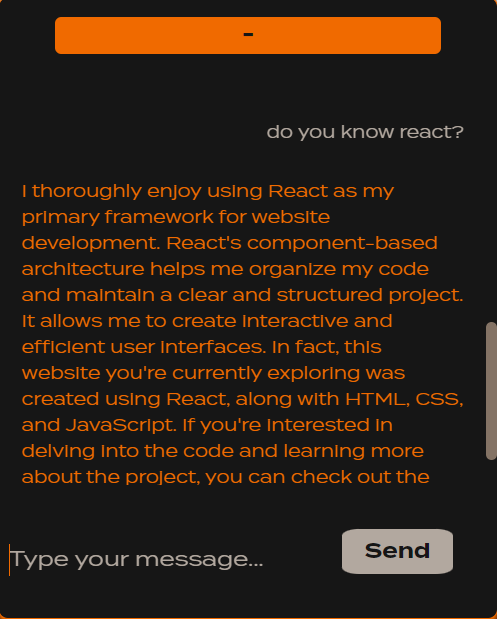 -
do you know react?
I thoroughly enjoy using React as my
primary framework for website
development. React's component-based
architecture helps me organize my code
and maintain a clear and structured project.
It allows me to create interactive and
efficient user interfaces. In fact, this
website you're currently exploring was
created using React, along with HTML, CSS,
and JavaScript. If you're interested in
delving into the code and learning more
about the project, you can check out the
Type your message...
Send